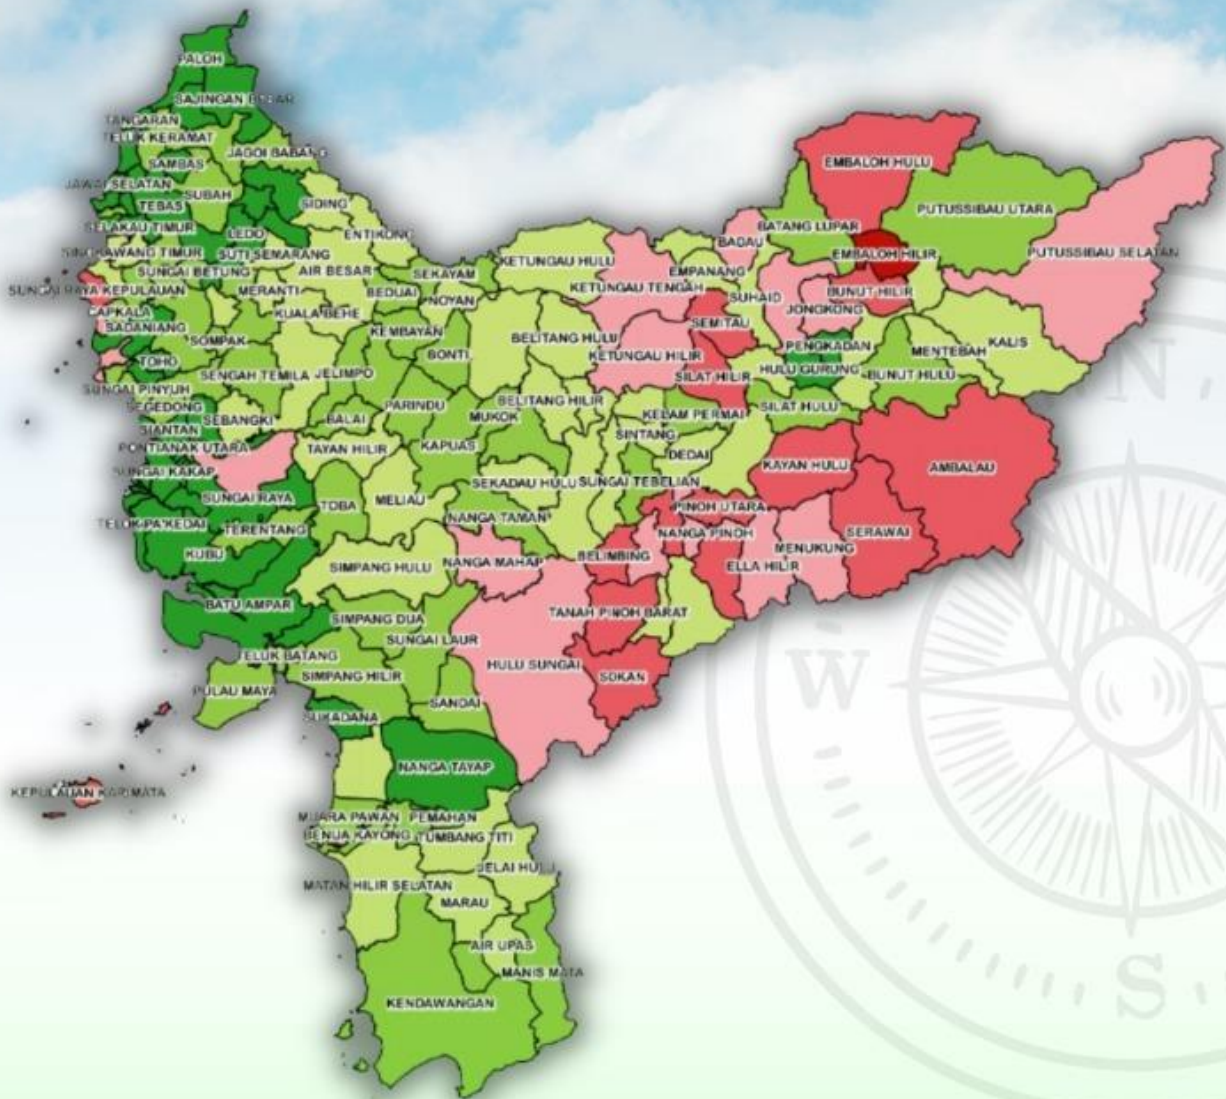 PALOH
SAJINGAN BESAR
TANGARAN
TELUK KERAMAT
JAGOI BABANG
SAMBAS
JAWAI SELATAN
SUBAH
TEBAS
SIDING
SELAKAU TIMUR
LEDO
ENTIKONG
SINGKAWANG TIMUR
SUTI SEMARANG
SUNGAI BETUNG
AIR BESAR
SEKAYAM
SUNGAI RAYA KEPULAUAN
MERANTI
BEDUAI
NOYAN
CAPKALA
KUALA BEHE
SADANIANG
KEMBAYAN
SOMPAK
BONTI
TOHO
SENGAH TEMILA
JELIMPO
SUNGAI PINYUH
SEGEDONG
SEBANGKI
BALAI
PARINDU
MUKOK
SIANTAN
PONTIANAK UTARA
TAYAN HILIR
KAPUAS
SUNGAI KAKAP
SUNGAI RAYA
TOBA
MELIAU
SEKADAU HULU
SUNGAI TEBELIAN
TELOK PA'KEDAI
TERENTANG
NANGA TAMAN
KUBU
SIMPANG HULU
NANGA MAHAP
BELIMBING
BATU AMPAR
SIMPANG DUA
SUNGAI LAUR
TELUK BATANG
SIMPANG HILIR
PULAU MAYA
SANDAI
SUKADANA
NANGA TAYAP
KEPULAUAN KARIMATA
MUARA PAWAN
PEMAHAN
BENUA KAYONG
TUMBANG TITI
JELAI HULU
MATAN HILIR SELATAN
MARAU
AIR UPAS
MANIS MATA
KENDAWANGAN
EMBALOH HULU
PUTUSSIBAU UTARA
BATANG LUPAR
BADAU
EMBALOH HILIR
PUTUSSIBAU SELATAN
KETUNGAU HULU
EMPANANG
KETUNGAU TENGAH
SUHAID
BUNUT HILIR
JONGKONG
SEMITAU
BELITANG HULU
PENGKADAN
KALIS
MENTEBAH
KETUNGAU HILIR
HULU GURUNG
BUNUT HULU
SILAT HILIR
BELITANG HILIR
KELAM PERMAI
SILAT HULU
SINTANG
DEDAI
KAYAN HULU
AMBALAU
PINOH UTARA
NANGA PINOH
MENUKUNG
SERAWAI
ELLA HILIR
TANAH PINOH BARAT
HULU SUNGAI
SOKAN
N
W
S